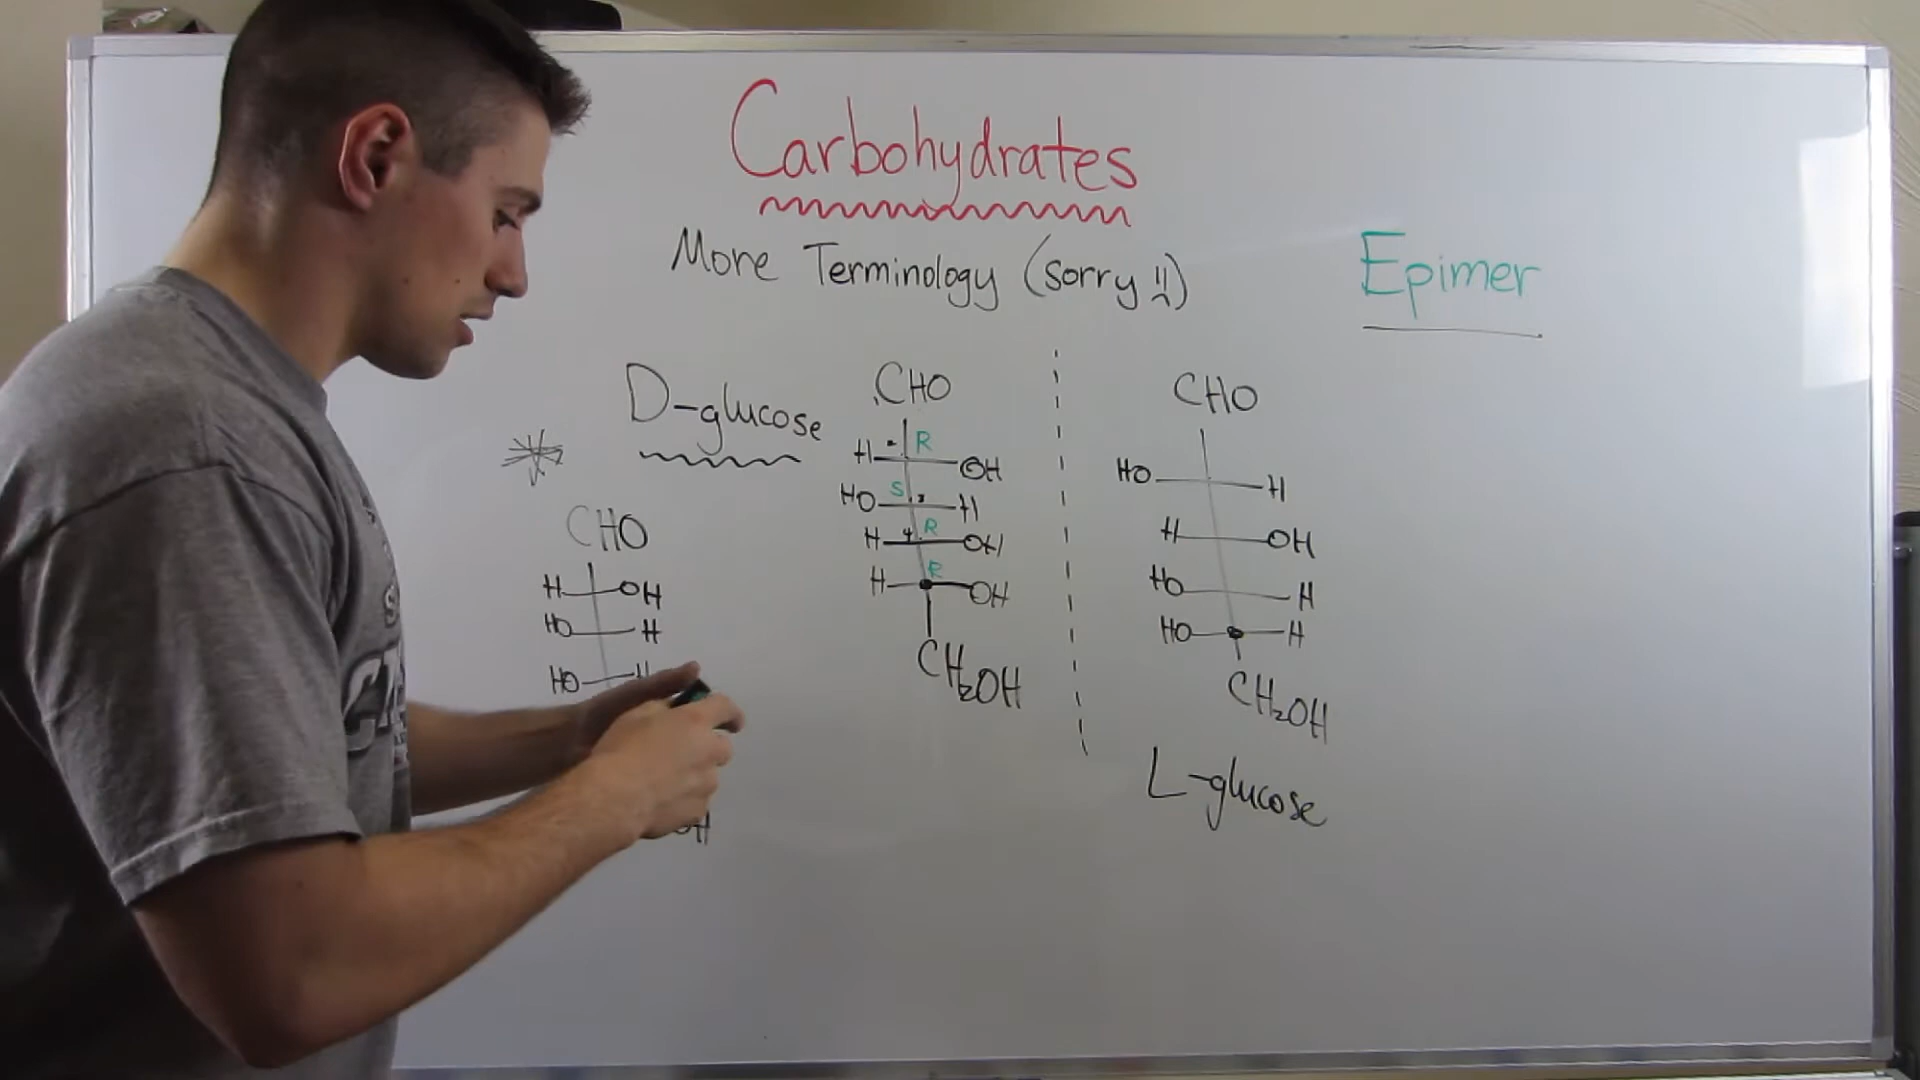 Carbohydrates
More Terminology (sorry !!)
Epimer
D-glucose
CHO
H R OH
HO S H
H R OH
H R OH
CH₂OH
CHO
HO H
H OH
HO H
HO H
CH₂OH
L-glucose
CHO
H OH
HO H
HO H
OH